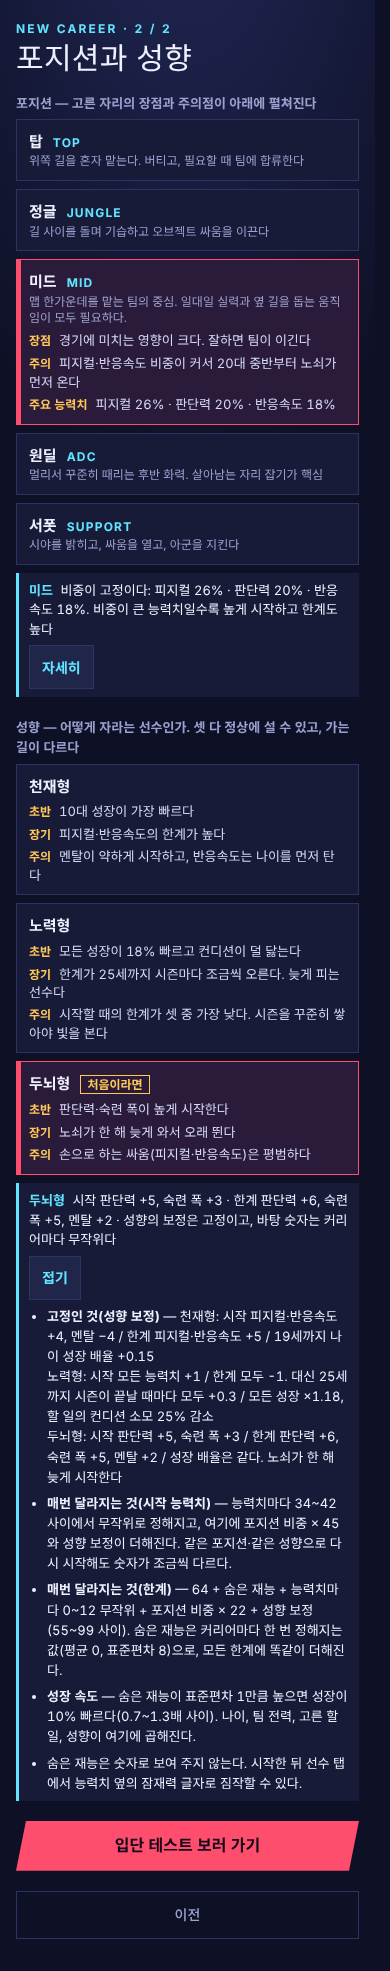 NEW CAREER · 2 / 2
포지션과 성향
포지션 — 고른 자리의 장점과 주의점이 아래에 펼쳐진다
탑 TOP
위쪽 길을 혼자 맡는다. 버티고, 필요할 때 팀에 합류한다
정글 JUNGLE
길 사이를 돌며 기습하고 오브젝트 싸움을 이끈다
미드 MID
맵 한가운데를 맡는 팀의 중심. 일대일 실력과 옆 길을 돕는 움직
임이 모두 필요하다.
장점 경기에 미치는 영향이 크다. 잘하면 팀이 이긴다
주의 피지컬·반응속도 비중이 커서 20대 중반부터 노쇠가
먼저 온다
주요 능력치 피지컬 26% · 판단력 20% · 반응속도 18%
원딜 ADC
멀리서 꾸준히 때리는 후반 화력. 살아남는 자리 잡기가 핵심
서폿 SUPPORT
시야를 밝히고, 싸움을 열고, 아군을 지킨다
미드 비중이 고정이다: 피지컬 26% · 판단력 20% · 반응
속도 18%. 비중이 큰 능력치일수록 높게 시작하고 한계도
높다
자세히
성향 — 어떻게 자라는 선수인가. 셋 다 정상에 설 수 있고, 가는
길이 다르다
천재형
초반 10대 성장이 가장 빠르다
장기 피지컬·반응속도의 한계가 높다
주의 멘탈이 약하게 시작하고, 반응속도는 나이를 먼저 탄
다
노력형
초반 모든 성장이 18% 빠르고 컨디션이 덜 닳는다
장기 한계가 25세까지 시즌마다 조금씩 오른다. 늦게 피는
선수다
주의 시작할 때의 한계가 셋 중 가장 낮다. 시즌을 꾸준히 쌓
아야 빛을 본다
두뇌형 처음이라면
초반 판단력·숙련 폭이 높게 시작한다
장기 노쇠가 한 해 늦게 와서 오래 뛴다
주의 손으로 하는 싸움(피지컬·반응속도)은 평범하다
두뇌형 시작 판단력 +5, 숙련 폭 +3 · 한계 판단력 +6, 숙련
폭 +5, 멘탈 +2 · 성향의 보정은 고정이고, 바탕 숫자는 커리
어마다 무작위다
접기
• 고정인 것(성향 보정) — 천재형: 시작 피지컬·반응속도
+4, 멘탈 −4 / 한계 피지컬·반응속도 +5 / 19세까지 나
이 성장 배율 +0.15
노력형: 시작 모든 능력치 +1 / 한계 모두 -1. 대신 25세
까지 시즌이 끝날 때마다 모두 +0.3 / 모든 성장 ×1.18,
할 일의 컨디션 소모 25% 감소
두뇌형: 시작 판단력 +5, 숙련 폭 +3 / 한계 판단력 +6,
숙련 폭 +5, 멘탈 +2 / 성장 배율은 같다. 노쇠가 한 해
늦게 시작한다
• 매번 달라지는 것(시작 능력치) — 능력치마다 34~42
사이에서 무작위로 정해지고, 여기에 포지션 비중 × 45
와 성향 보정이 더해진다. 같은 포지션·같은 성향으로 다
시 시작해도 숫자가 조금씩 다르다.
• 매번 달라지는 것(한계) — 64 + 숨은 재능 + 능력치마
다 0~12 무작위 + 포지션 비중 × 22 + 성향 보정
(55~99 사이). 숨은 재능은 커리어마다 한 번 정해지는
값(평균 0, 표준편차 8)으로, 모든 한계에 똑같이 더해진
다.
• 성장 속도 — 숨은 재능이 표준편차 1만큼 높으면 성장이
10% 빠르다(0.7~1.3배 사이). 나이, 팀 전력, 고른 할
일, 성향이 여기에 곱해진다.
• 숨은 재능은 숫자로 보여 주지 않는다. 시작한 뒤 선수 탭
에서 능력치 옆의 잠재력 글자로 짐작할 수 있다.
입단 테스트 보러 가기
이전